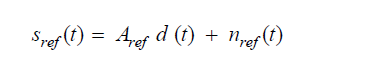 s_ref(t) = A_ref d (t) + n_ref(t)